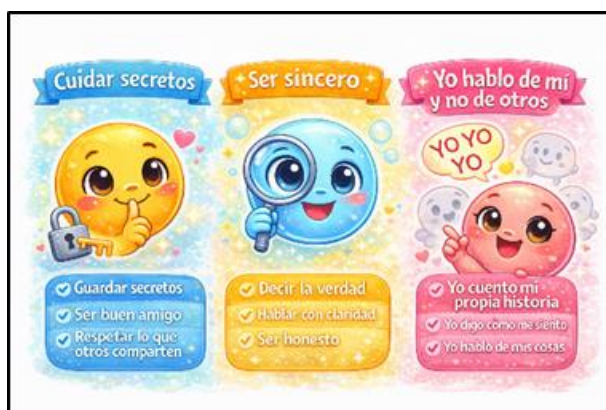 Cuidar secretos
Guardar secretos
Ser buen amigo
Respetar lo que
otros comparten
Ser sincero
Decir la verdad
Hablar con claridad
Ser honesto
Yo hablo de mí
y no de otros
YO YO
YO
Yo cuento mi
propia historia
Yo digo como me siento
Yo hablo de mis cosas